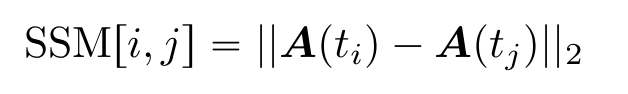 SSM[i, j] = ||A(t_i) − A(t_j)||_2